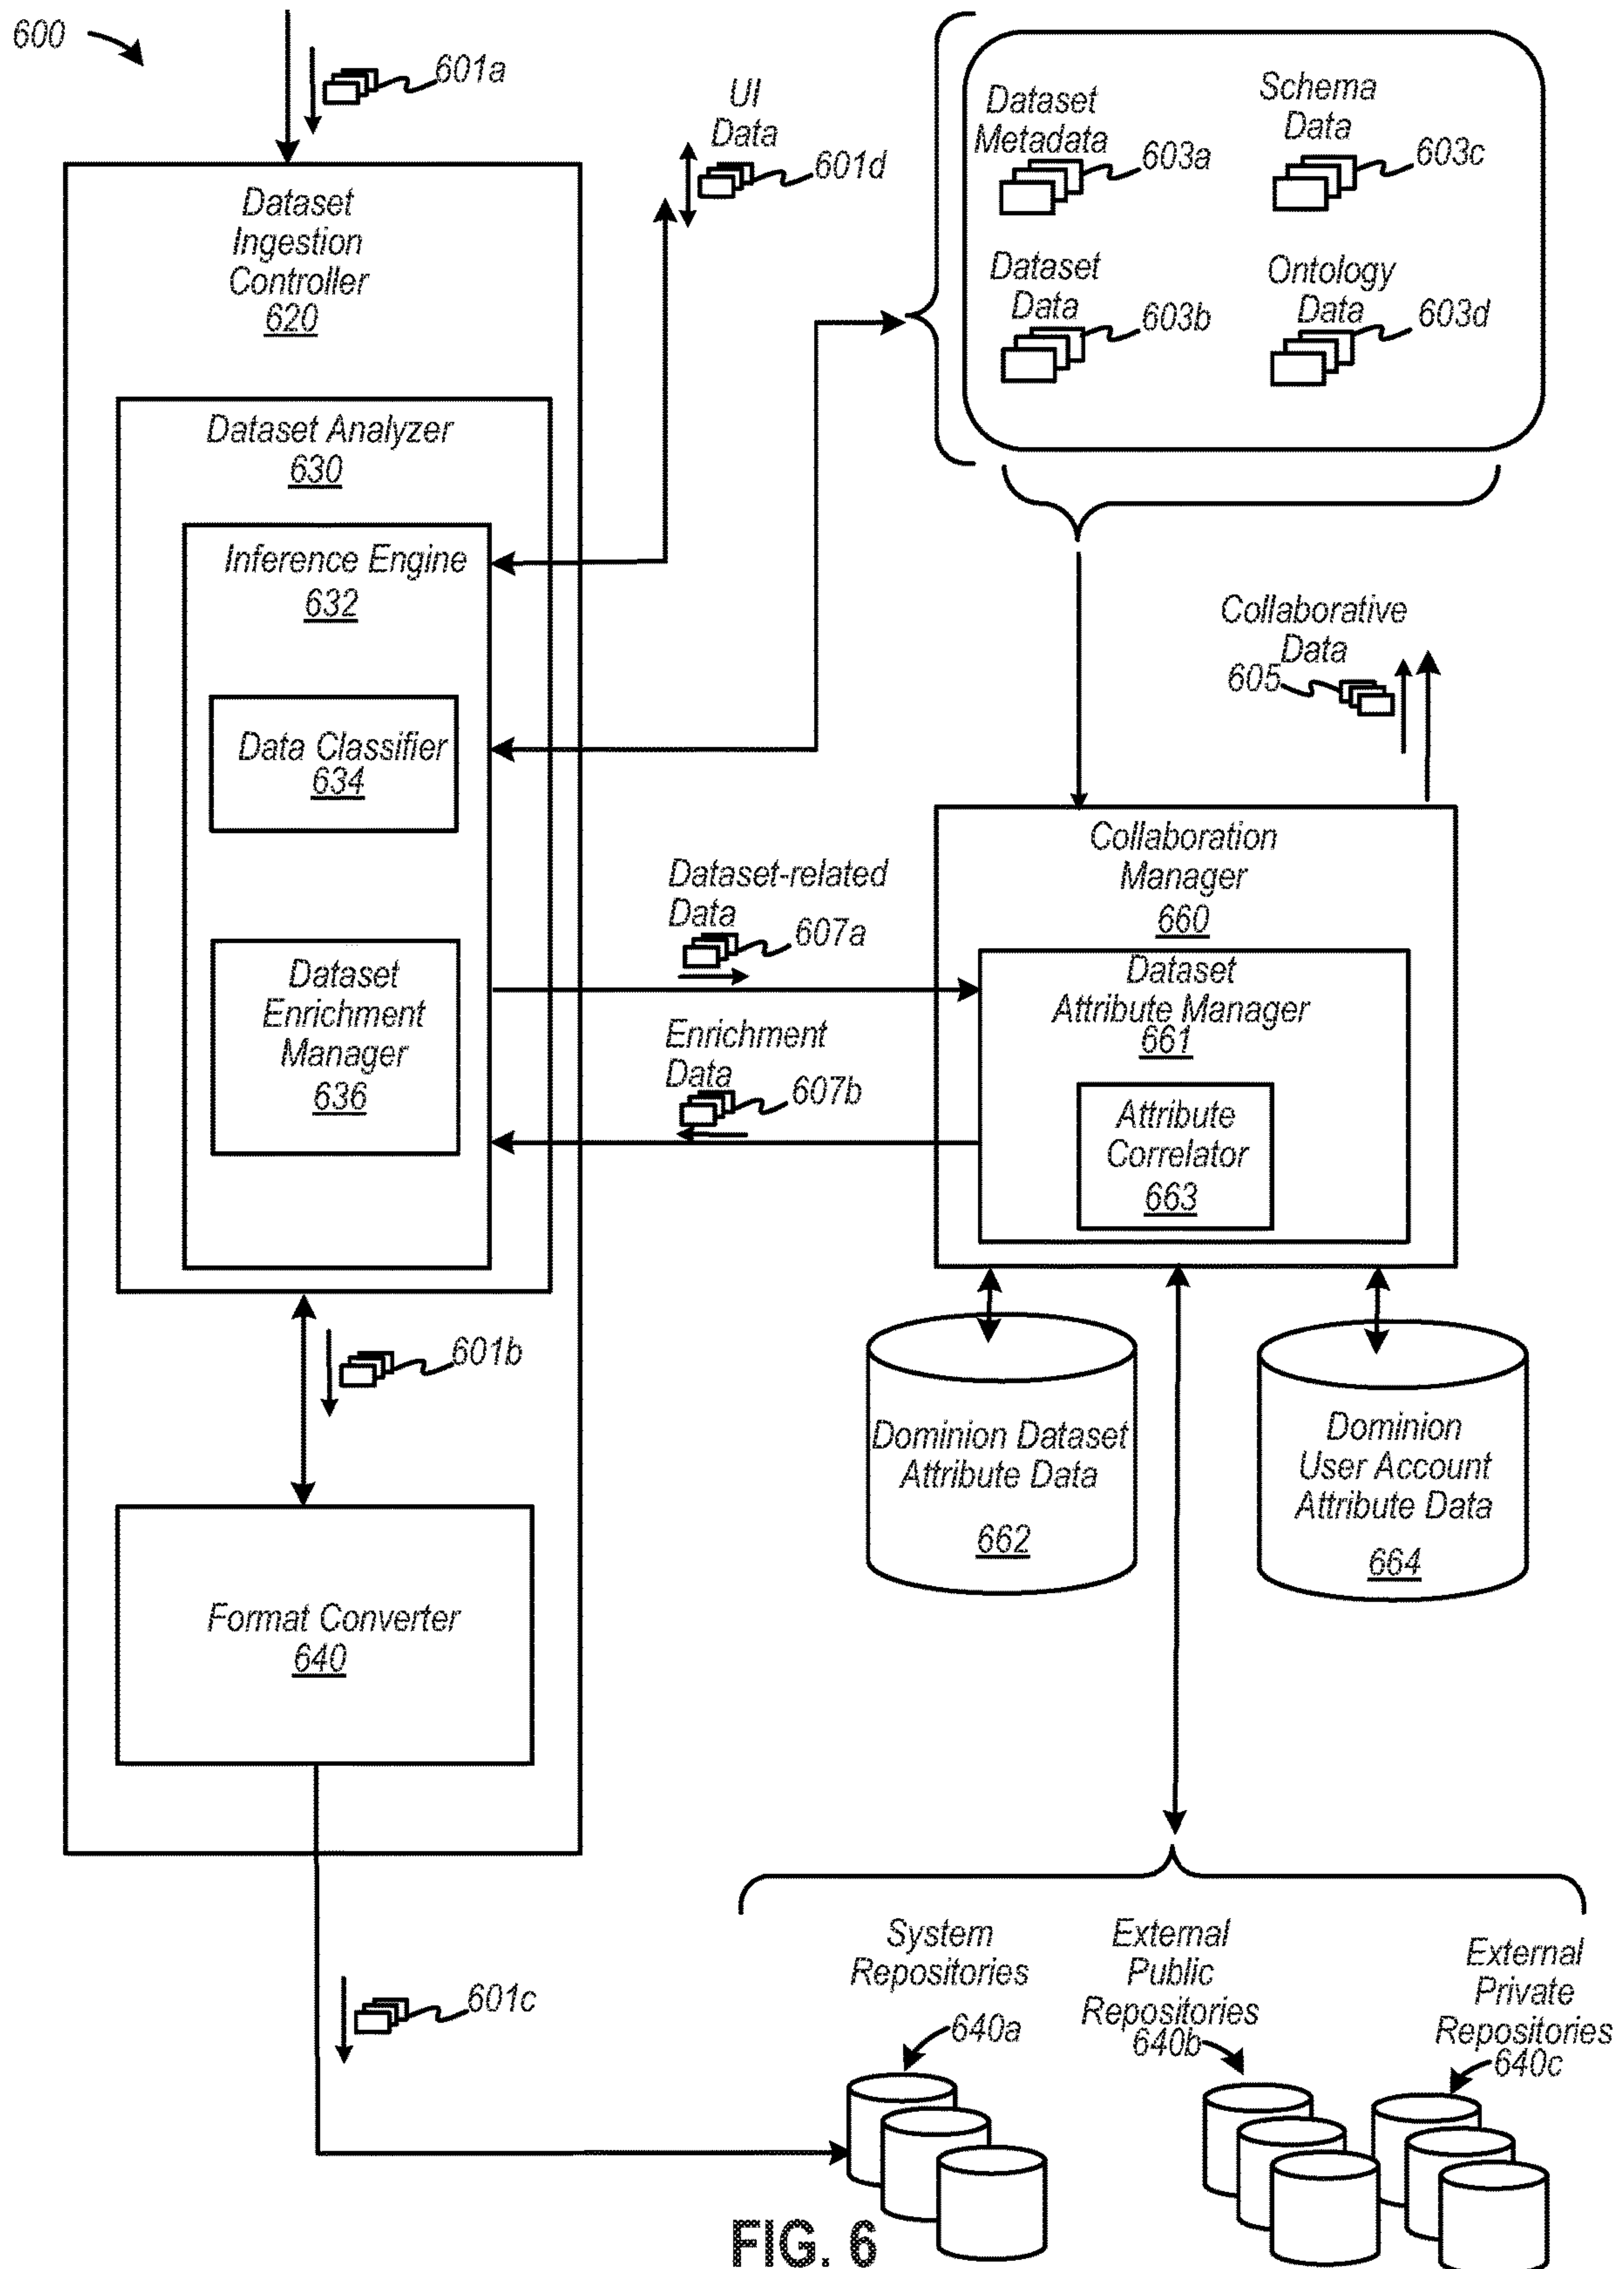 600
601a
UI
Data
601d
Dataset
Metadata
603a
Schema
Data
603c
Dataset
Data
603b
Ontology
Data
603d
Dataset
Ingestion
Controller
620
Dataset Analyzer
630
Inference Engine
632
Data Classifier
634
Dataset
Enrichment
Manager
636
Collaborative
Data
605
Dataset-related
Data
607a
Enrichment
Data
607b
Collaboration
Manager
660
Dataset
Attribute Manager
661
Attribute
Correlator
663
601b
Dominion Dataset
Attribute Data
662
Dominion
User Account
Attribute Data
664
Format Converter
640
601c
System
Repositories
640a
External
Public
Repositories
640b
External
Private
Repositories
640c
FIG. 6